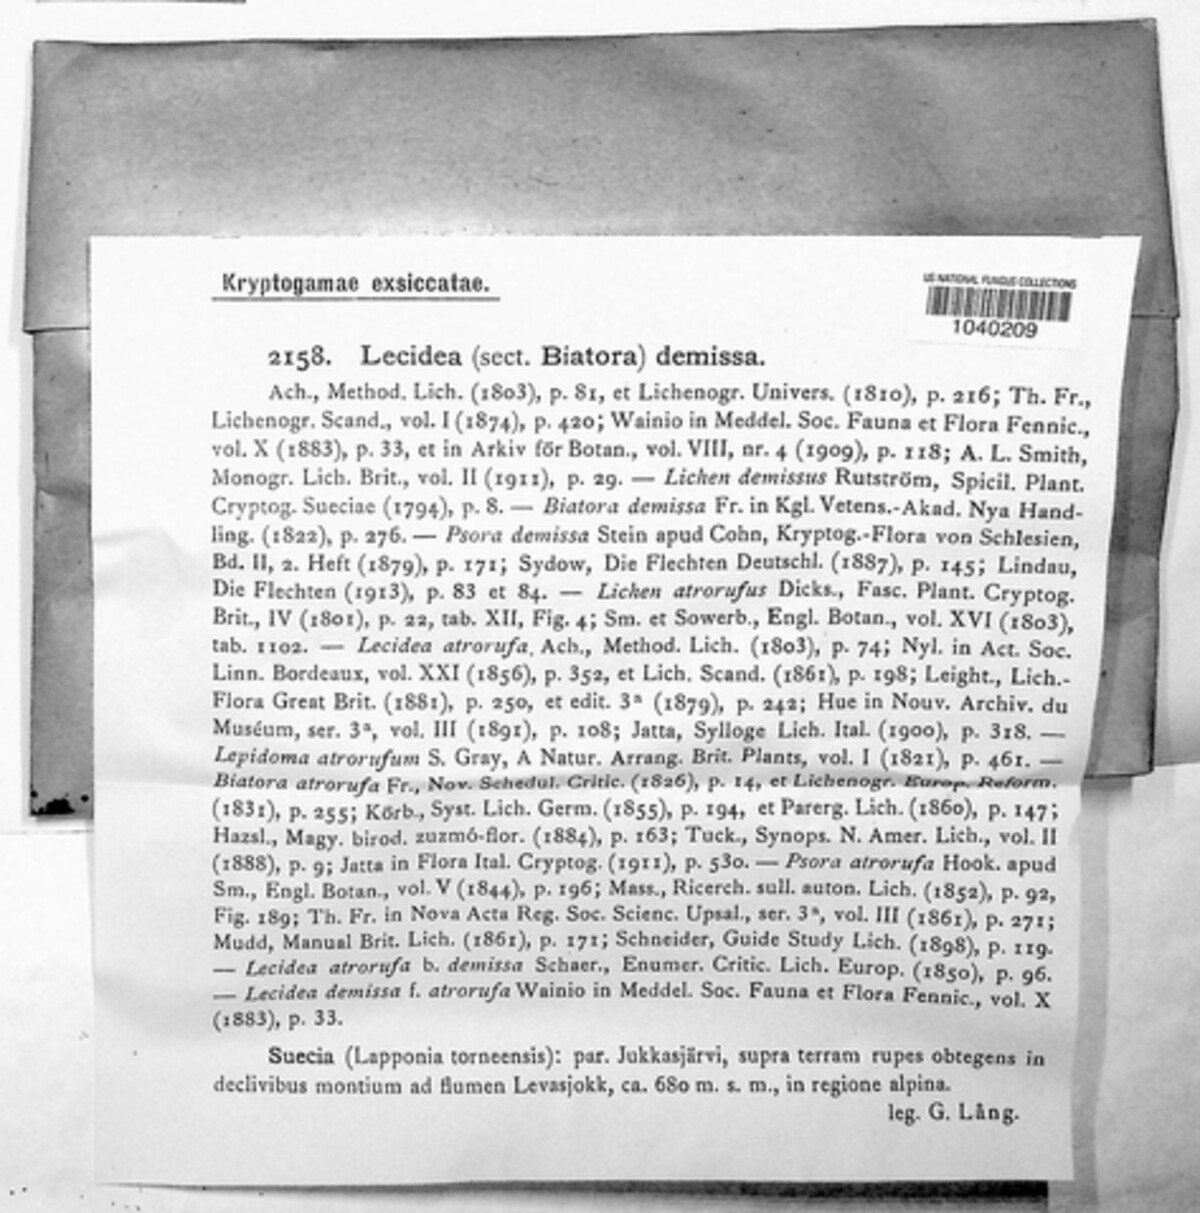 Kryptogamae exsiccatae.
US NATIONAL FUNGUS COLLECTIONS
1040209
2158. Lecidea (sect. Biatora) demissa.
Ach., Method. Lich. (1803), p. 81, et Lichenogr. Univers. (1810), p. 216; Th. Fr.,
Lichenogr. Scand., vol. I (1874), p. 420; Wainio in Meddel. Soc. Fauna et Flora Fennic.,
vol. X (1883), p. 33, et in Arkiv för Botan., vol. VIII, nr. 4 (1909), p. 118; A. L. Smith,
Monogr. Lich. Brit., vol. II (1911), p. 29. — Lichen demissus Rutström, Spicil. Plant.
Cryptog. Sueciae (1794), p. 8. — Biatora demissa Fr. in Kgl. Vetens.-Akad. Nya Hand-
ling. (1822), p. 276. — Psora demissa Stein apud Cohn, Kryptog.-Flora von Schlesien,
Bd. II, 2. Heft (1879), p. 171; Sydow, Die Flechten Deutschl. (1887), p. 145; Lindau,
Die Flechten (1913), p. 83 et 84. — Lichen atrorufus Dicks., Fasc. Plant. Cryptog.
Brit., IV (1801), p. 22, tab. XII, Fig. 4; Sm. et Sowerb., Engl. Botan., vol. XVI (1803),
tab. 1102. — Lecidea atrorufa Ach., Method. Lich. (1803), p. 74; Nyl. in Act. Soc.
Linn. Bordeaux, vol. XXI (1856), p. 352, et Lich. Scand. (1861), p. 198; Leight., Lich.-
Flora Great Brit. (1881), p. 250, et edit. 3ᵃ (1879), p. 242; Hue in Nouv. Archiv. du
Muséum, ser. 3ᵃ, vol. III (1891), p. 108; Jatta, Sylloge Lich. Ital. (1900), p. 318. —
Lepidoma atrorufum S. Gray, A Natur. Arrang. Brit. Plants, vol. I (1821), p. 461. —
Biatora atrorufa Fr., Nov. Schedul. Critic. (1826), p. 14, et Lichenogr. Europ. Reform.
(1831), p. 255; Körb., Syst. Lich. Germ. (1855), p. 194, et Parerg. Lich. (1860), p. 147;
Hazsl., Magy. birod. zuzmó-flor. (1884), p. 163; Tuck., Synops. N. Amer. Lich., vol. II
(1888), p. 9; Jatta in Flora Ital. Cryptog. (1911), p. 530. — Psora atrorufa Hook. apud
Sm., Engl. Botan., vol. V (1844), p. 196; Mass., Ricerch. sull. auton. Lich. (1852), p. 92,
Fig. 189; Th. Fr. in Nova Acta Reg. Soc. Scienc. Upsal., ser. 3ᵃ, vol. III (1861), p. 271;
Mudd, Manual Brit. Lich. (1861), p. 171; Schneider, Guide Study Lich. (1898), p. 119.
— Lecidea atrorufa b. demissa Schaer., Enumer. Critic. Lich. Europ. (1850), p. 96.
— Lecidea demissa f. atrorufa Wainio in Meddel. Soc. Fauna et Flora Fennic., vol. X
(1883), p. 33.
Suecia (Lapponia torneensis): par. Jukkasjärvi, supra terram rupes obtegens in
declivibus montium ad flumen Levasjokk, ca. 680 m. s. m., in regione alpina.
leg. G. Lång.